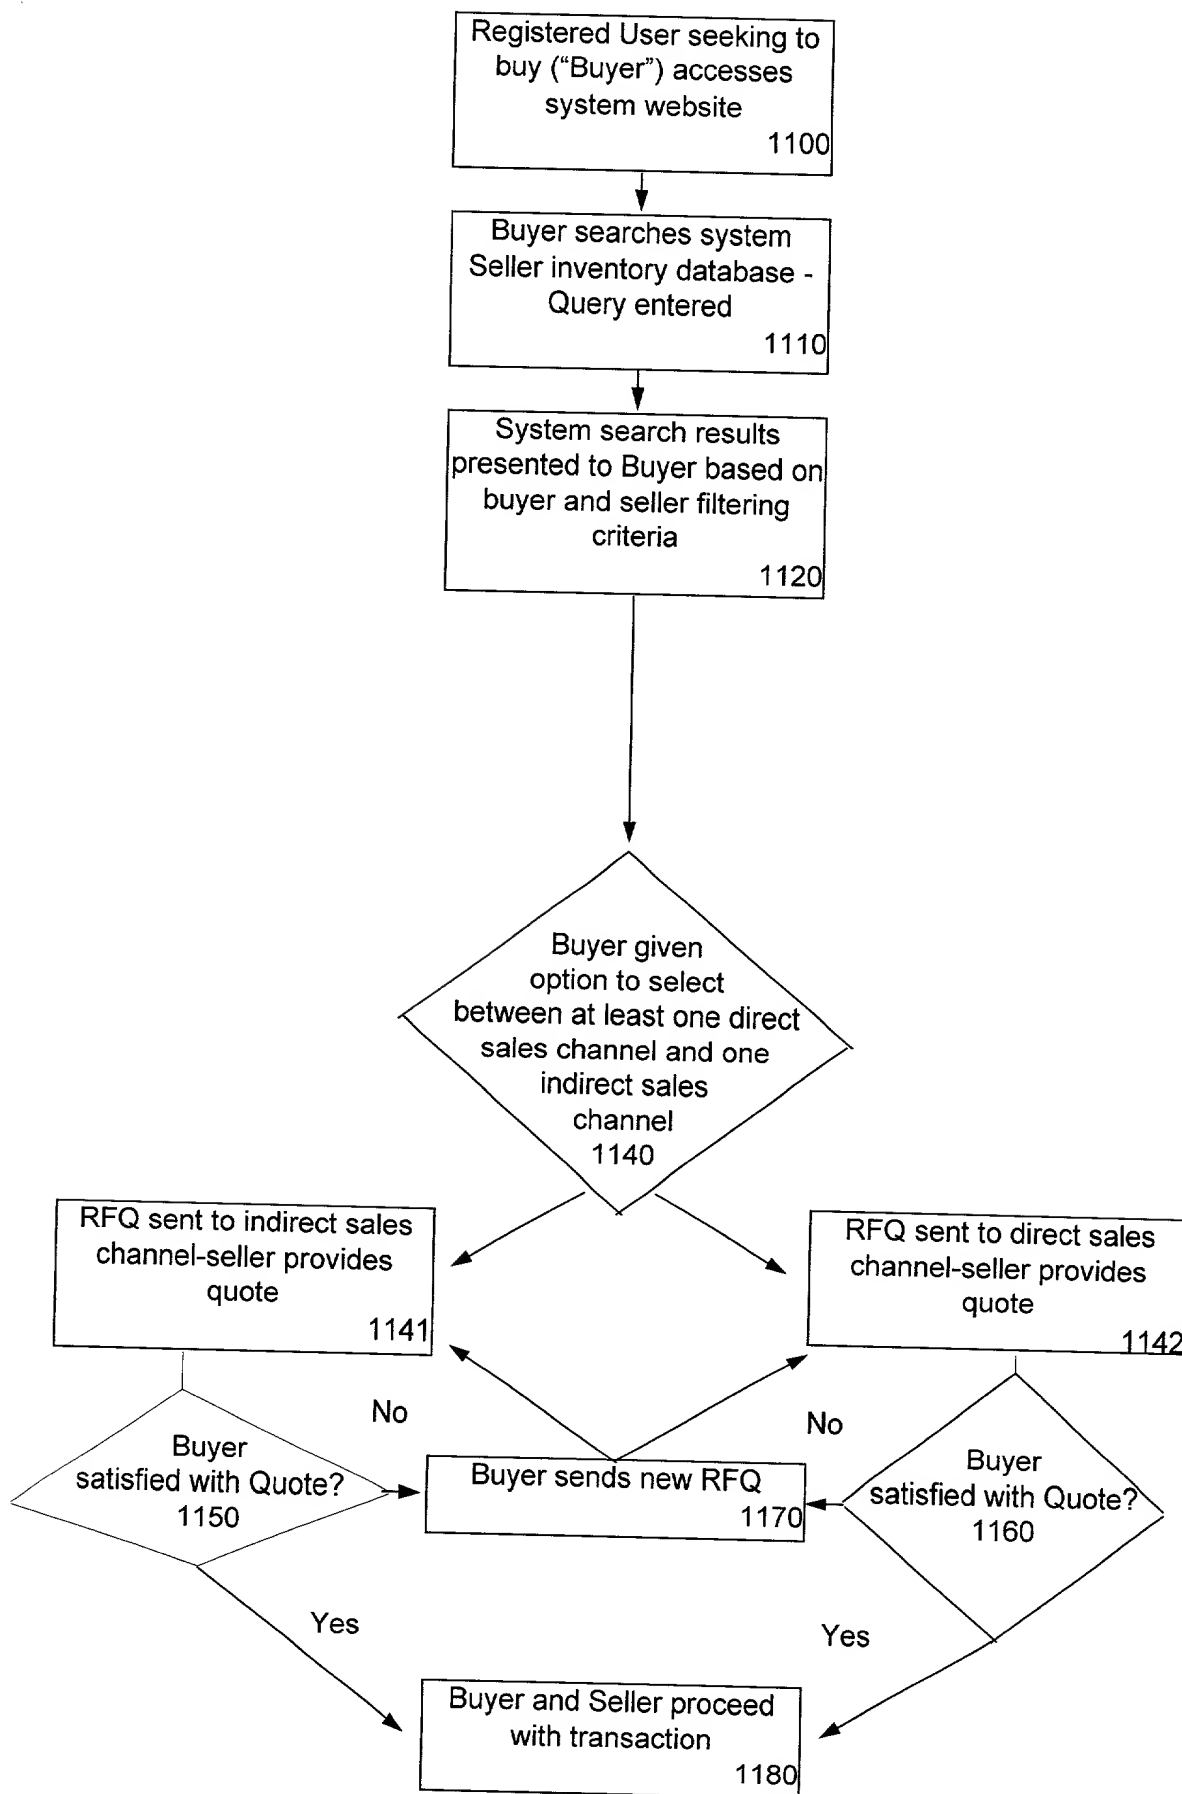 Registered User seeking to
buy ("Buyer") accesses
system website
1100
Buyer searches system
Seller inventory database -
Query entered
1110
System search results
presented to Buyer based on
buyer and seller filtering
criteria
1120
Buyer given
option to select
between at least one direct
sales channel and one
indirect sales
channel
1140
RFQ sent to indirect sales
channel-seller provides
quote
1141
RFQ sent to direct sales
channel-seller provides
quote
1142
No
No
Buyer
satisfied with Quote?
1150
Buyer sends new RFQ
1170
Buyer
satisfied with Quote?
1160
Yes
Yes
Buyer and Seller proceed
with transaction
1180